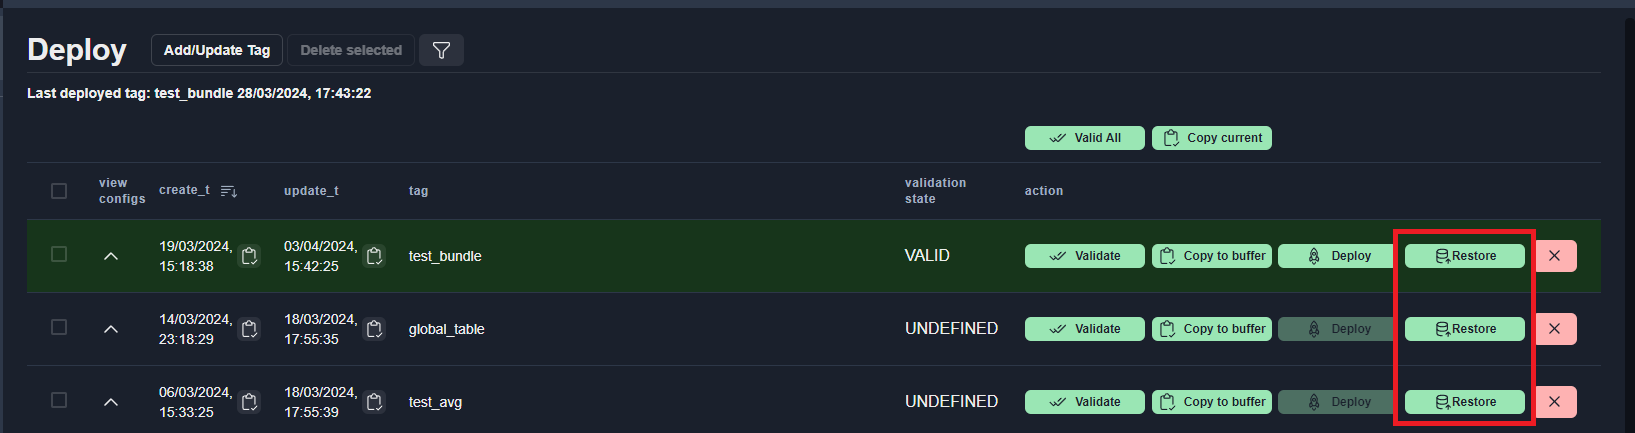 Deploy Add/Update Tag Delete selected
Last deployed tag: test_bundle 28/03/2024, 17:43:22
Valid All Copy current
view configs create_t update_t tag validation state action
19/03/2024, 15:18:38 03/04/2024, 15:42:25 test_bundle VALID Validate Copy to buffer Deploy Restore
14/03/2024, 23:18:29 18/03/2024, 17:55:35 global_table UNDEFINED Validate Copy to buffer Deploy Restore
06/03/2024, 15:33:25 18/03/2024, 17:55:39 test_avg UNDEFINED Validate Copy to buffer Deploy Restore